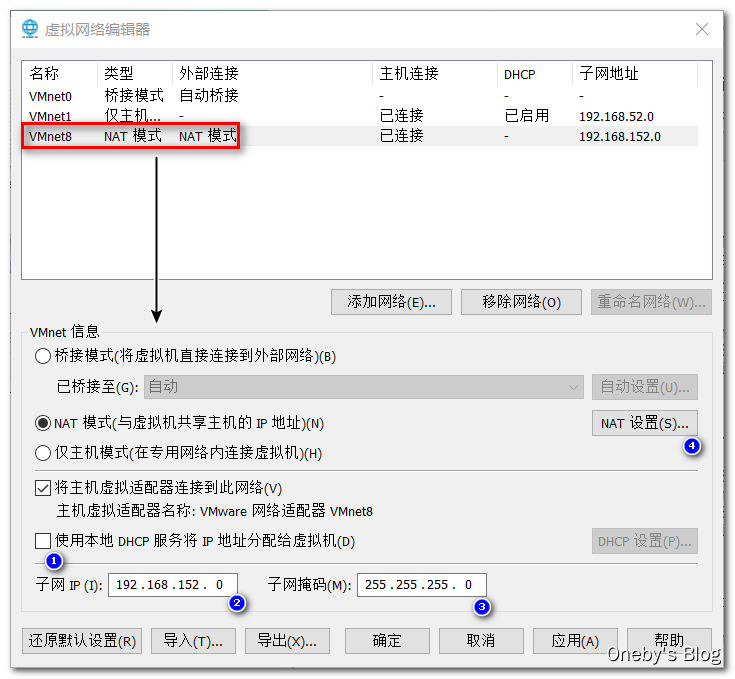 虚拟网络编辑器
名称 类型 外部连接 主机连接 DHCP 子网地址
VMnet0 桥接模式 自动桥接 - - -
VMnet1 仅主机... - 已连接 已启用 192.168.52.0
VMnet8 NAT 模式 NAT 模式 已连接 - 192.168.152.0
添加网络(E)... 移除网络(O) 重命名网络(W)...
VMnet 信息
桥接模式(将虚拟机直接连接到外部网络)(B)
已桥接至(G): 自动 自动设置(U)...
NAT 模式(与虚拟机共享主机的 IP 地址)(N) NAT 设置(S)...
4
仅主机模式(在专用网络内连接虚拟机)(H)
将主机虚拟适配器连接到此网络(V)
主机虚拟适配器名称: VMware 网络适配器 VMnet8
使用本地 DHCP 服务将 IP 地址分配给虚拟机(D) DHCP 设置(P)...
1
子网 IP (I): 192.168.152. 0 子网掩码(M): 255.255.255. 0
2 3
还原默认设置(R) 导入(T)... 导出(X)... 确定 取消 应用(A) 帮助
Oneby's Blog